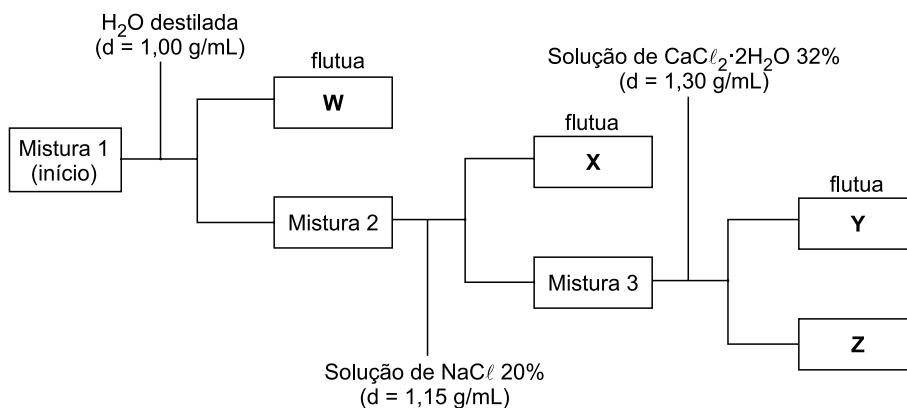 H₂O destilada
(d = 1,00 g/mL)
flutua
W
Mistura 1
(início)
Mistura 2
Solução de NaCℓ 20%
(d = 1,15 g/mL)
flutua
X
Mistura 3
Solução de CaCℓ₂·2H₂O 32%
(d = 1,30 g/mL)
flutua
Y
Z